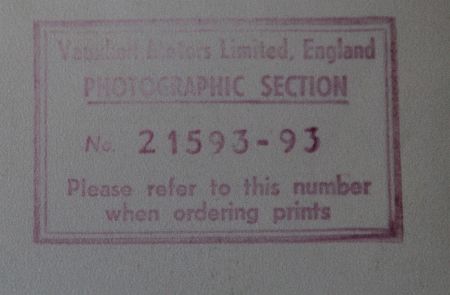 Vauxhall Motors Limited, England
PHOTOGRAPHIC SECTION
No. 21593-93
Please refer to this number
when ordering prints